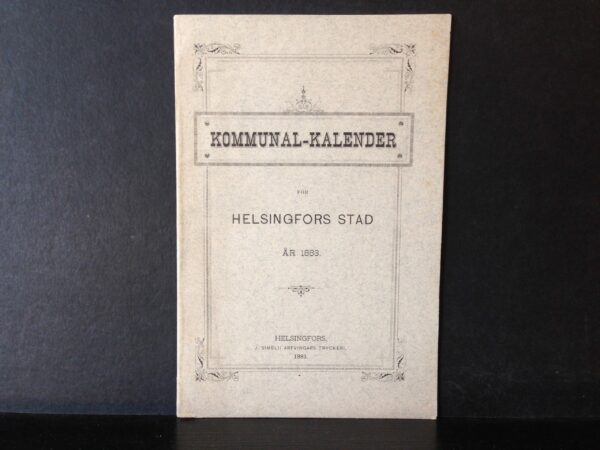 KOMMUNAL-KALENDER
FÖR
HELSINGFORS STAD
ÅR 1883.
HELSINGFORS,
J. SIMELII ARFVINGARS TRYCKERI,
1883.